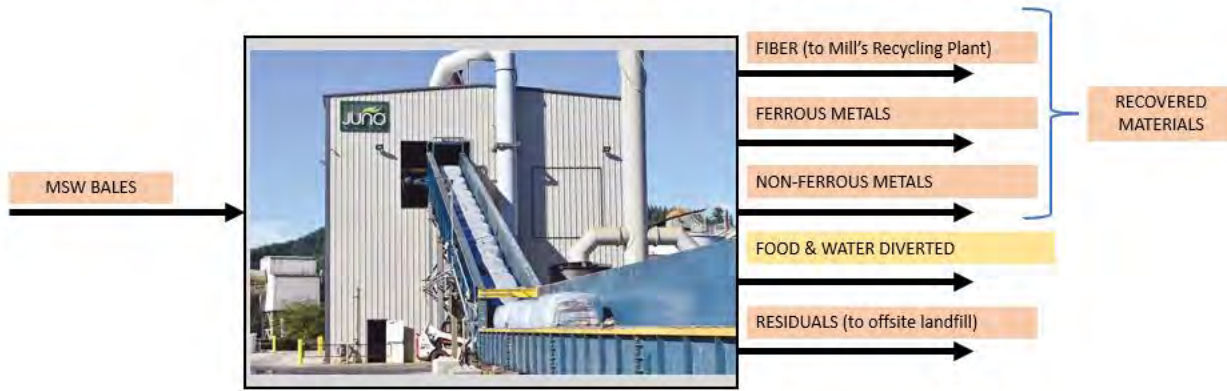 MSW BALES
JUNO
FIBER (to Mill's Recycling Plant)
FERROUS METALS
NON-FERROUS METALS
FOOD & WATER DIVERTED
RESIDUALS (to offsite landfill)
RECOVERED
MATERIALS